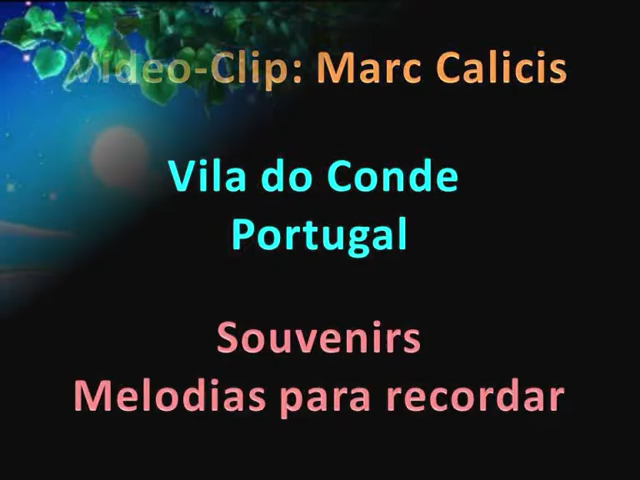 Video-Clip: Marc Calicis
Vila do Conde
Portugal
Souvenirs
Melodias para recordar